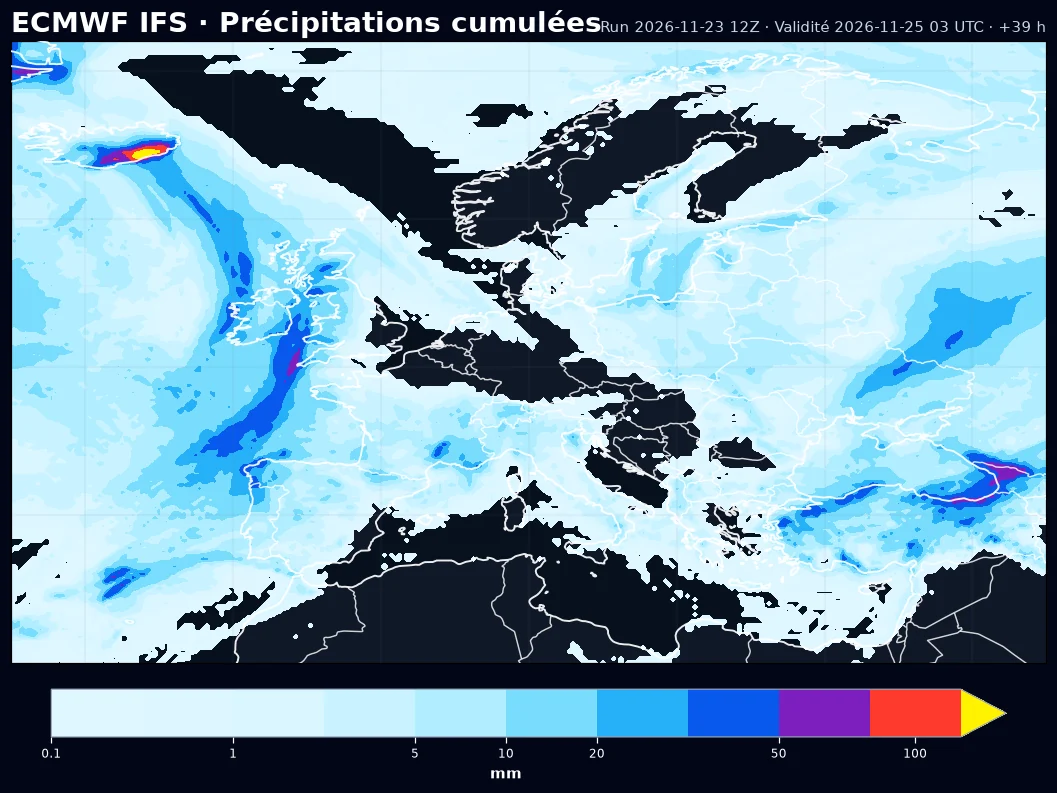 ECMWF IFS · Précipitations cumulées
Run 2026-11-23 12Z · Validité 2026-11-25 03 UTC · +39 h
0.1 1 5 10 20 50 100
mm